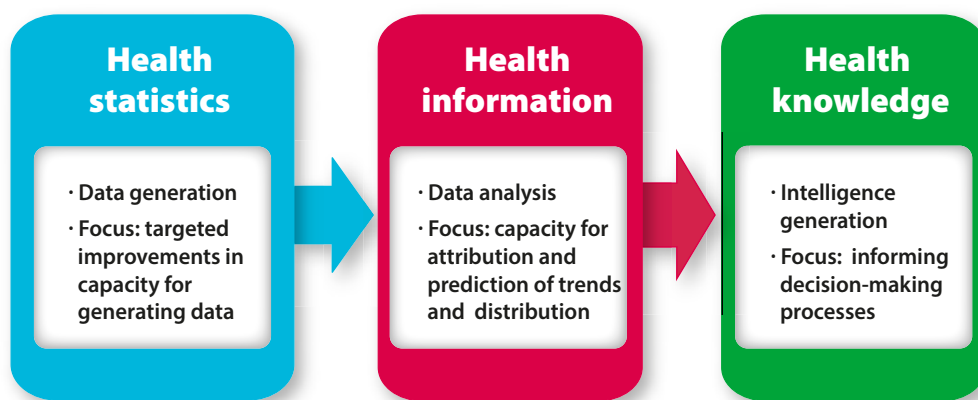 Health
statistics
· Data generation
· Focus: targeted
improvements in
capacity for
generating data
Health
information
· Data analysis
· Focus: capacity for
attribution and
prediction of trends
and distribution
Health
knowledge
· Intelligence
generation
· Focus: informing
decision-making
processes